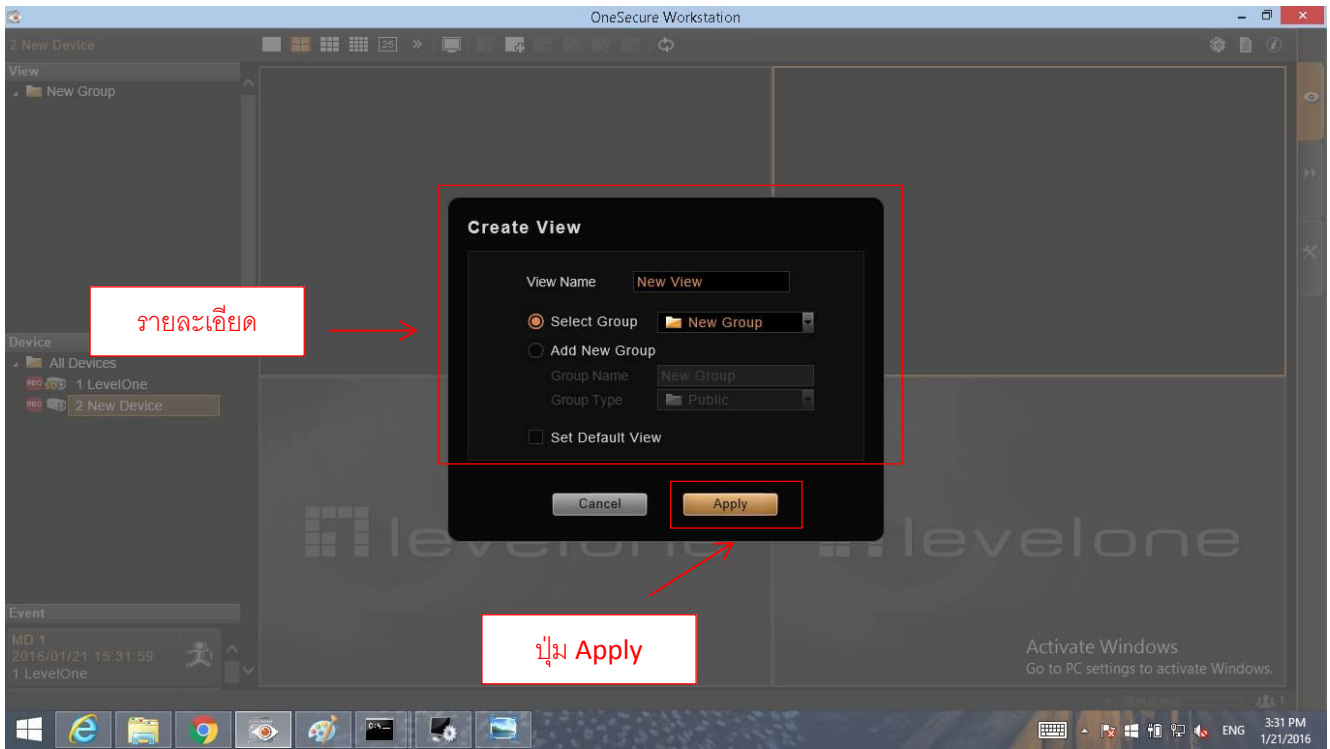 OneSecure Workstation
2 New Device
25
View
New Group
Create View
View Name New View
Select Group New Group
Add New Group
Group Name New Group
Group Type Public
Set Default View
Cancel Apply
รายละเอียด
ปุ่ม Apply
Device
All Devices
REC 1 LevelOne
REC 2 New Device
levelone
levelone
Event
MD 1
2016/01/21 15:31:59
1 LevelOne
Activate Windows
Go to PC settings to activate Windows.
1
ENG
3:31 PM
1/21/2016